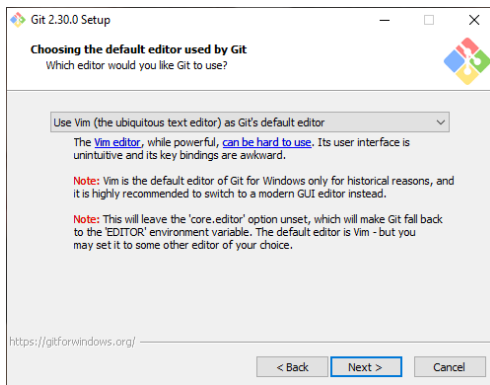 Git 2.30.0 Setup
Choosing the default editor used by Git
Which editor would you like Git to use?
Use Vim (the ubiquitous text editor) as Git's default editor
The Vim editor, while powerful, can be hard to use. Its user interface is
unintuitive and its key bindings are awkward.
Note: Vim is the default editor of Git for Windows only for historical reasons, and
it is highly recommended to switch to a modern GUI editor instead.
Note: This will leave the 'core.editor' option unset, which will make Git fall back
to the 'EDITOR' environment variable. The default editor is Vim - but you
may set it to some other editor of your choice.
https://gitforwindows.org/
< Back Next > Cancel